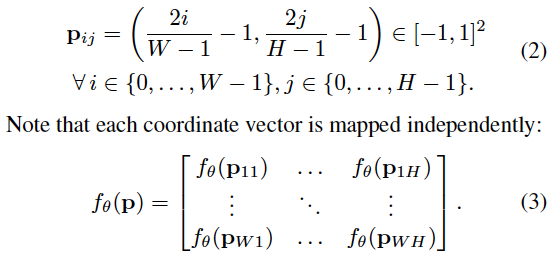 p_{ij} = ( 2i / (W − 1) − 1, 2j / (H − 1) − 1 ) ∈ [−1, 1]² (2)
∀ i ∈ {0, . . . , W − 1}, j ∈ {0, . . . , H − 1}.
Note that each coordinate vector is mapped independently:
f_θ(p) = [ f_θ(p_{11}) . . . f_θ(p_{1H})
⋮ ⋱ ⋮
f_θ(p_{W1}) . . . f_θ(p_{WH}) ] . (3)